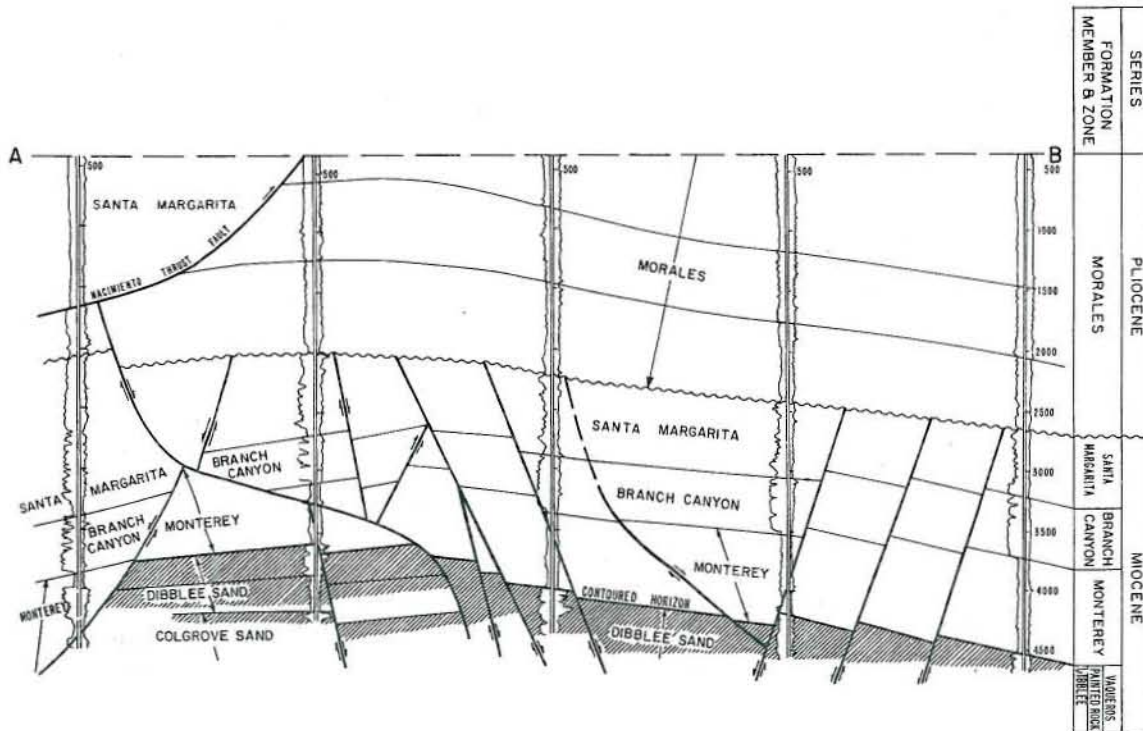 SERIES
FORMATION
MEMBER & ZONE
A
B
500
500
500
500
500
SANTA MARGARITA
NACIMIENTO THRUST FAULT
MORALES
1000
1500
2000
2500
3000
3500
4000
4500
MORALES
PLIOCENE
SANTA MARGARITA
BRANCH CANYON
SANTA MARGARITA
BRANCH
CANYON
MONTEREY
BRANCH
CANYON
MONTEREY
MONTEREY
DIBBLEE SAND
COLGROVE SAND
CONTOURED HORIZON
DIBBLEE SAND
SANTA
MARGARITA
BRANCH
CANYON
MONTEREY
MIOCENE
VAQUEROS
PAINTED ROCK
DIBBLEE